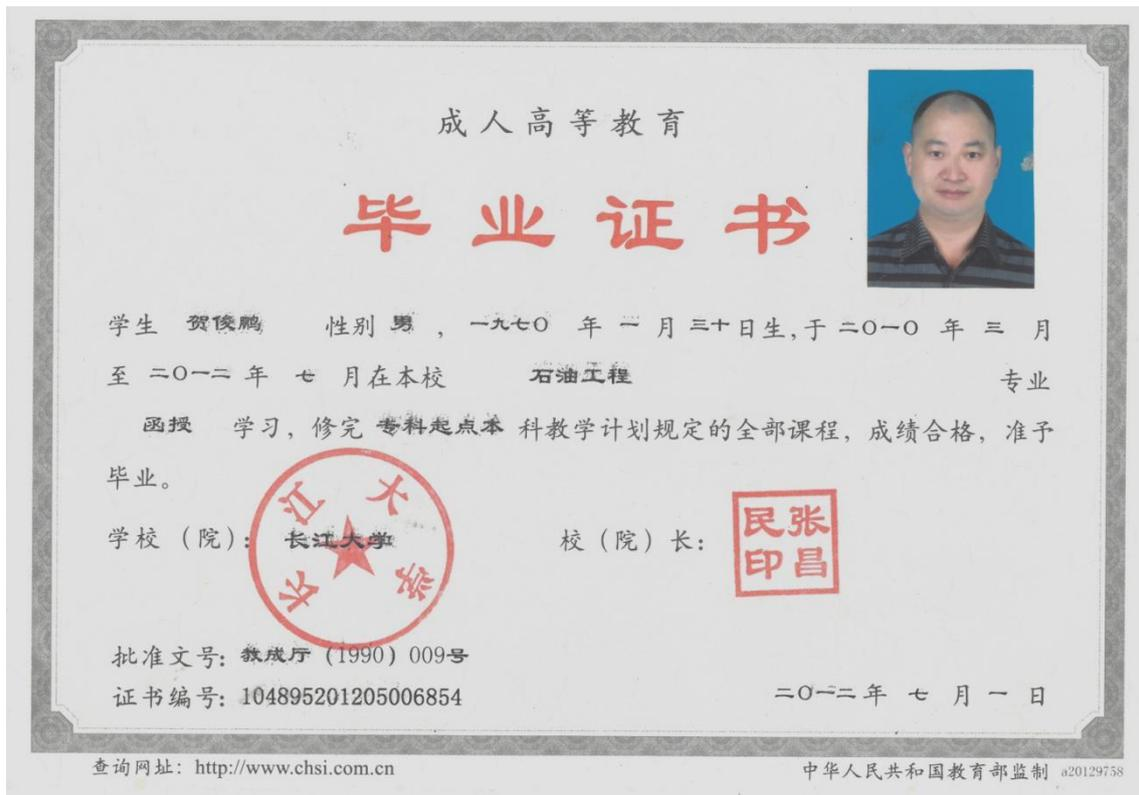 成人高等教育
毕业证书
学生 贺俊鹏 性别 男 , 一九七〇 年 一 月 三十日生,于 二〇一〇 年 三 月
至 二〇一二 年 七 月在本校 石油工程 专业
函授 学习, 修完 专科起点本 科教学计划规定的全部课程, 成绩合格, 准予
毕业。
学校 (院): 长江大学 校 (院) 长:
长江大学
张昌民印
批准文号: 教成厅 (1990) 009号
证书编号: 104895201205006854 二〇一二年 七 月 一 日
查询网址: http://www.chsi.com.cn 中华人民共和国教育部监制 a20129758